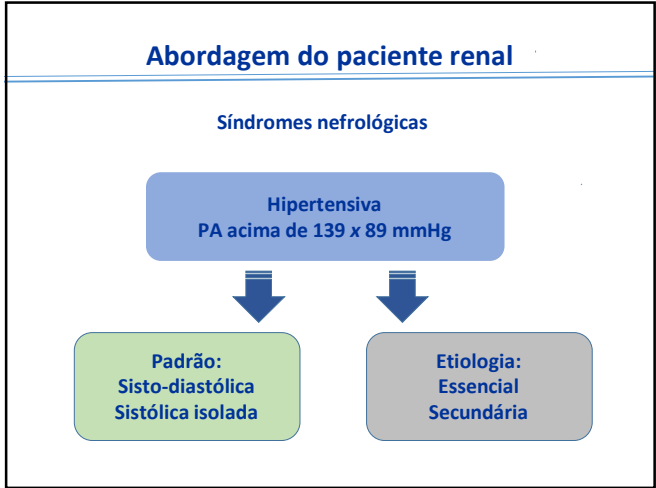 Abordagem do paciente renal
Síndromes nefrológicas
Hipertensiva
PA acima de 139 x 89 mmHg
Padrão:
Sisto-diastólica
Sistólica isolada
Etiologia:
Essencial
Secundária